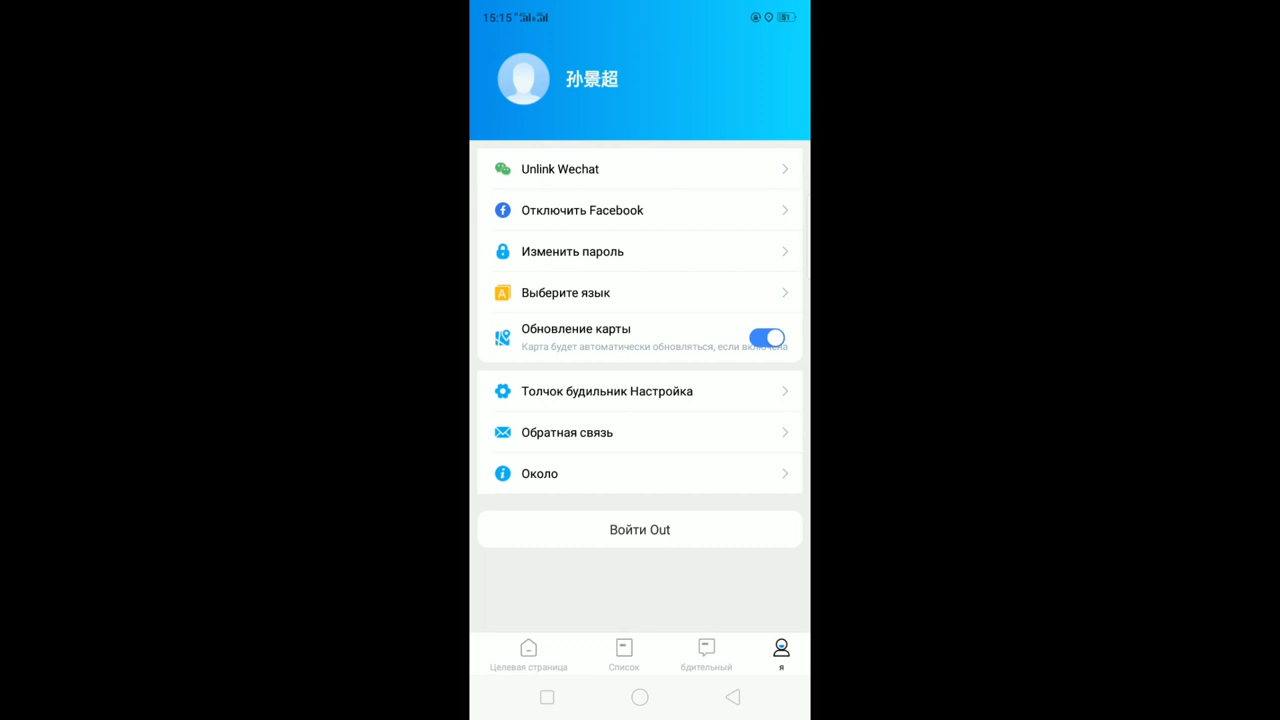 15:15
51
孙景超
Unlink Wechat
Отключить Facebook
Изменить пароль
Выберите язык
Обновление карты
Карта будет автоматически обновляться, если включена
Толчок будильник Настройка
Обратная связь
Около
Войти Out
Целевая страница
Список
бдительный
я